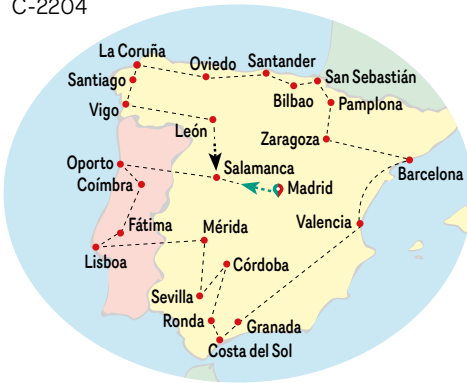 C-2204
La Coruña
Oviedo
Santander
San Sebastián
Santiago
Bilbao
Pamplona
Vigo
León
Zaragoza
Oporto
Salamanca
Barcelona
Coímbra
Madrid
Fátima
Mérida
Valencia
Lisboa
Córdoba
Sevilla
Ronda
Granada
Costa del Sol